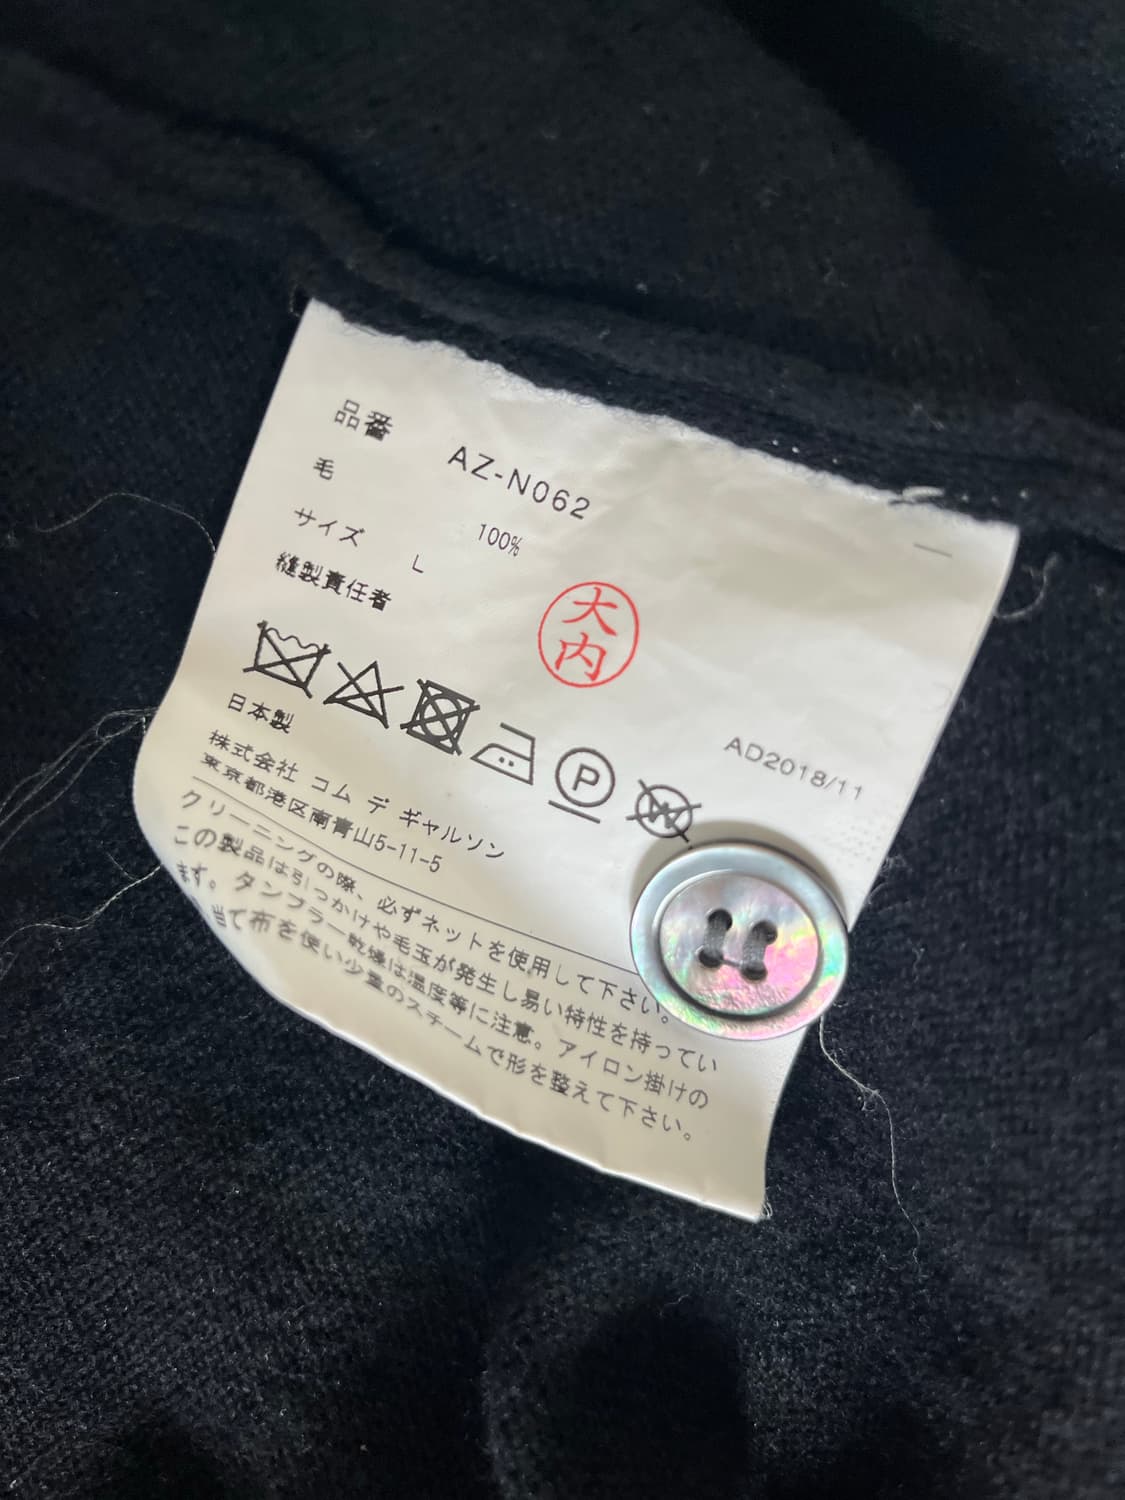 品番 AZ-N062
毛 100%
サイズ L
縫製責任者
大内
P
W
AD2018/11
日本製
株式会社 コム デ ギャルソン
東京都港区南青山5-11-5
クリーニングの際、必ずネットを使用して下さい。
この製品は引っかけや毛玉が発生し易い特性を持ってい
ます。タンブラー乾燥は温度等に注意。アイロン掛けの
当て布を使い少量のスチームで形を整えて下さい。